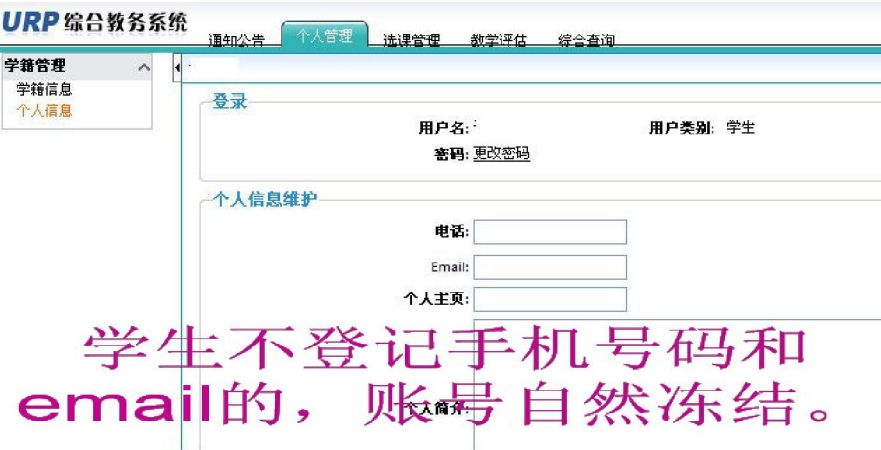 URP 综合教务系统
通知公告 个人管理 选课管理 教学评估 综合查询
学籍管理
学籍信息
个人信息
登录
用户名: 用户类别: 学生
密码: 更改密码
个人信息维护
电话:
Email:
个人主页:
学生不登记手机号码和
email的，账号自然冻结。
个人简介: